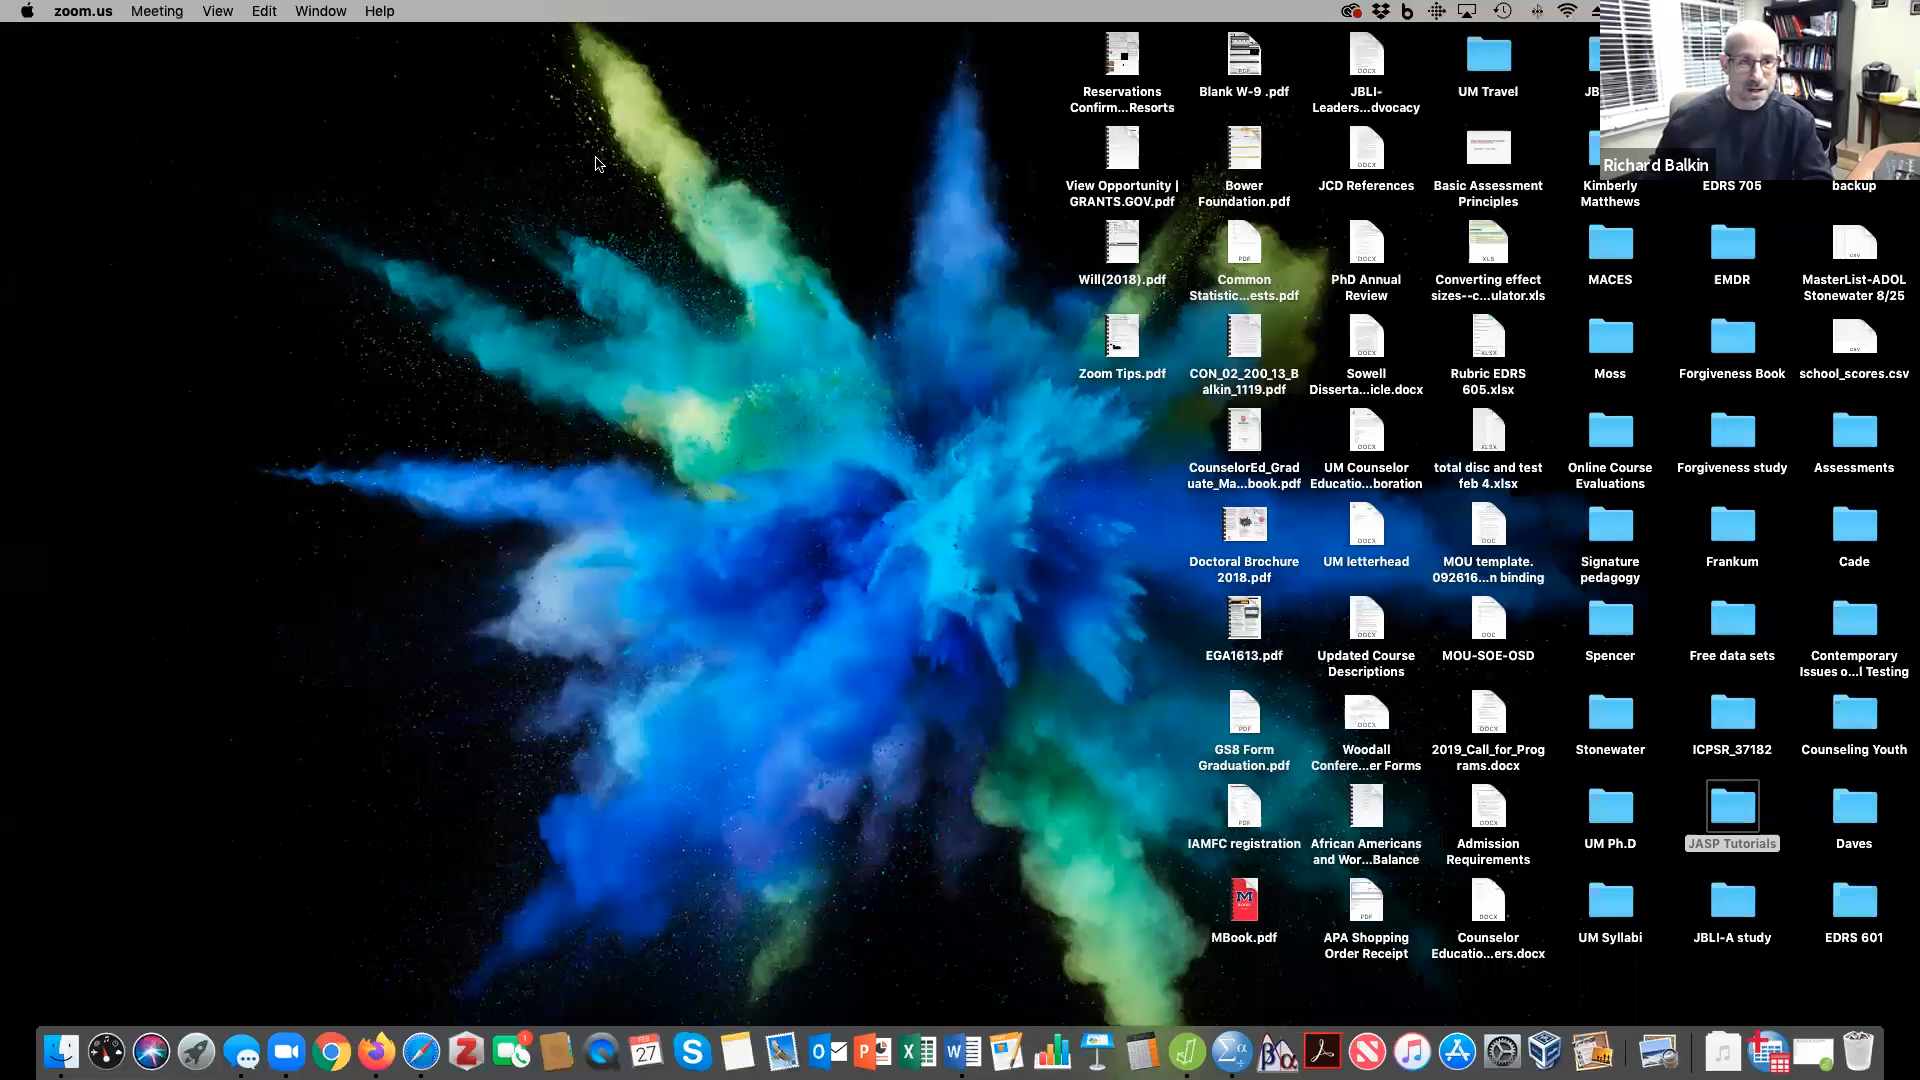 zoom.us Meeting View Edit Window Help
Reservations
Confirm...Resorts
Blank W-9 .pdf
JBLI-
Leaders...dvocacy
UM Travel
JB
Richard Balkin
View Opportunity |
GRANTS.GOV.pdf
Bower
Foundation.pdf
JCD References
Basic Assessment
Principles
Kimberly
Matthews
EDRS 705
backup
Will(2018).pdf
Common
Statistic...ests.pdf
PhD Annual
Review
Converting effect
sizes--c...ulator.xls
MACES
EMDR
MasterList-ADOL
Stonewater 8/25
Zoom Tips.pdf
CON_02_200_13_B
alkin_1119.pdf
Sowell
Disserta...icle.docx
Rubric EDRS
605.xlsx
Moss
Forgiveness Book
school_scores.csv
CounselorEd_Grad
uate_Ma...book.pdf
UM Counselor
Educatio...boration
total disc and test
feb 4.xlsx
Online Course
Evaluations
Forgiveness study
Assessments
Doctoral Brochure
2018.pdf
UM letterhead
MOU template.
092616...n binding
Signature
pedagogy
Frankum
Cade
EGA1613.pdf
Updated Course
Descriptions
MOU-SOE-OSD
Spencer
Free data sets
Contemporary
Issues o...l Testing
GS8 Form
Graduation.pdf
Woodall
Confere...er Forms
2019_Call_for_Prog
rams.docx
Stonewater
ICPSR_37182
Counseling Youth
IAMFC registration
African Americans
and Wor...Balance
Admission
Requirements
UM Ph.D
JASP Tutorials
Daves
MBook.pdf
APA Shopping
Order Receipt
Counselor
Educatio...ers.docx
UM Syllabi
JBLI-A study
EDRS 601
27